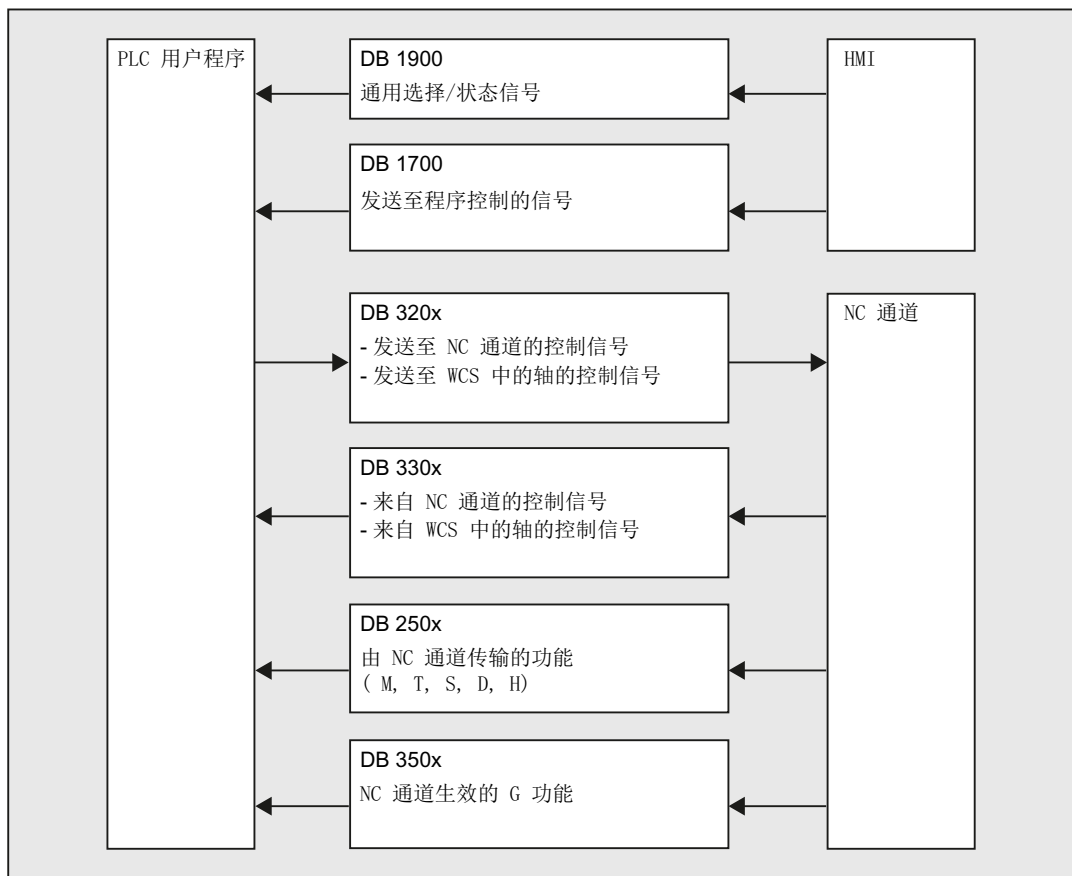 PLC 用户程序
DB 1900
通用选择/状态信号
HMI
DB 1700
发送至程序控制的信号
DB 320x
- 发送至 NC 通道的控制信号
- 发送至 WCS 中的轴的控制信号
NC 通道
DB 330x
- 来自 NC 通道的控制信号
- 来自 WCS 中的轴的控制信号
DB 250x
由 NC 通道传输的功能
( M, T, S, D, H)
DB 350x
NC 通道生效的 G 功能